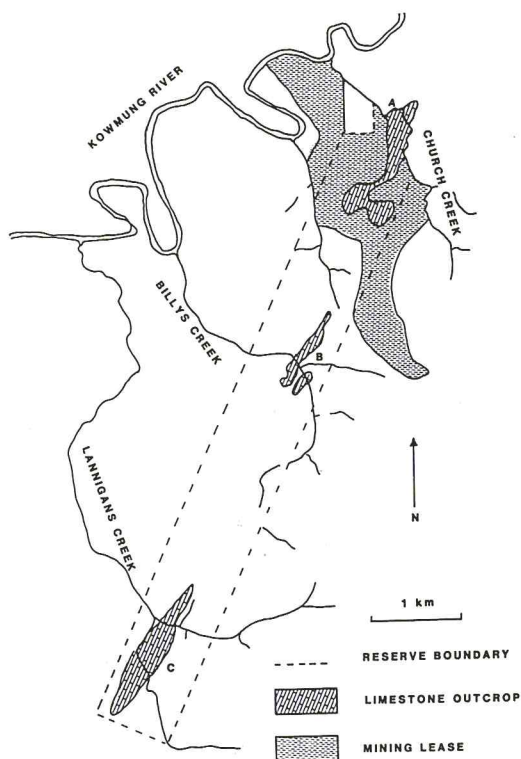 KOWMUNG RIVER
A
CHURCH CREEK
BILLYS CREEK
B
LANNIGANS CREEK
N
1 km
C
RESERVE BOUNDARY
LIMESTONE OUTCROP
MINING LEASE